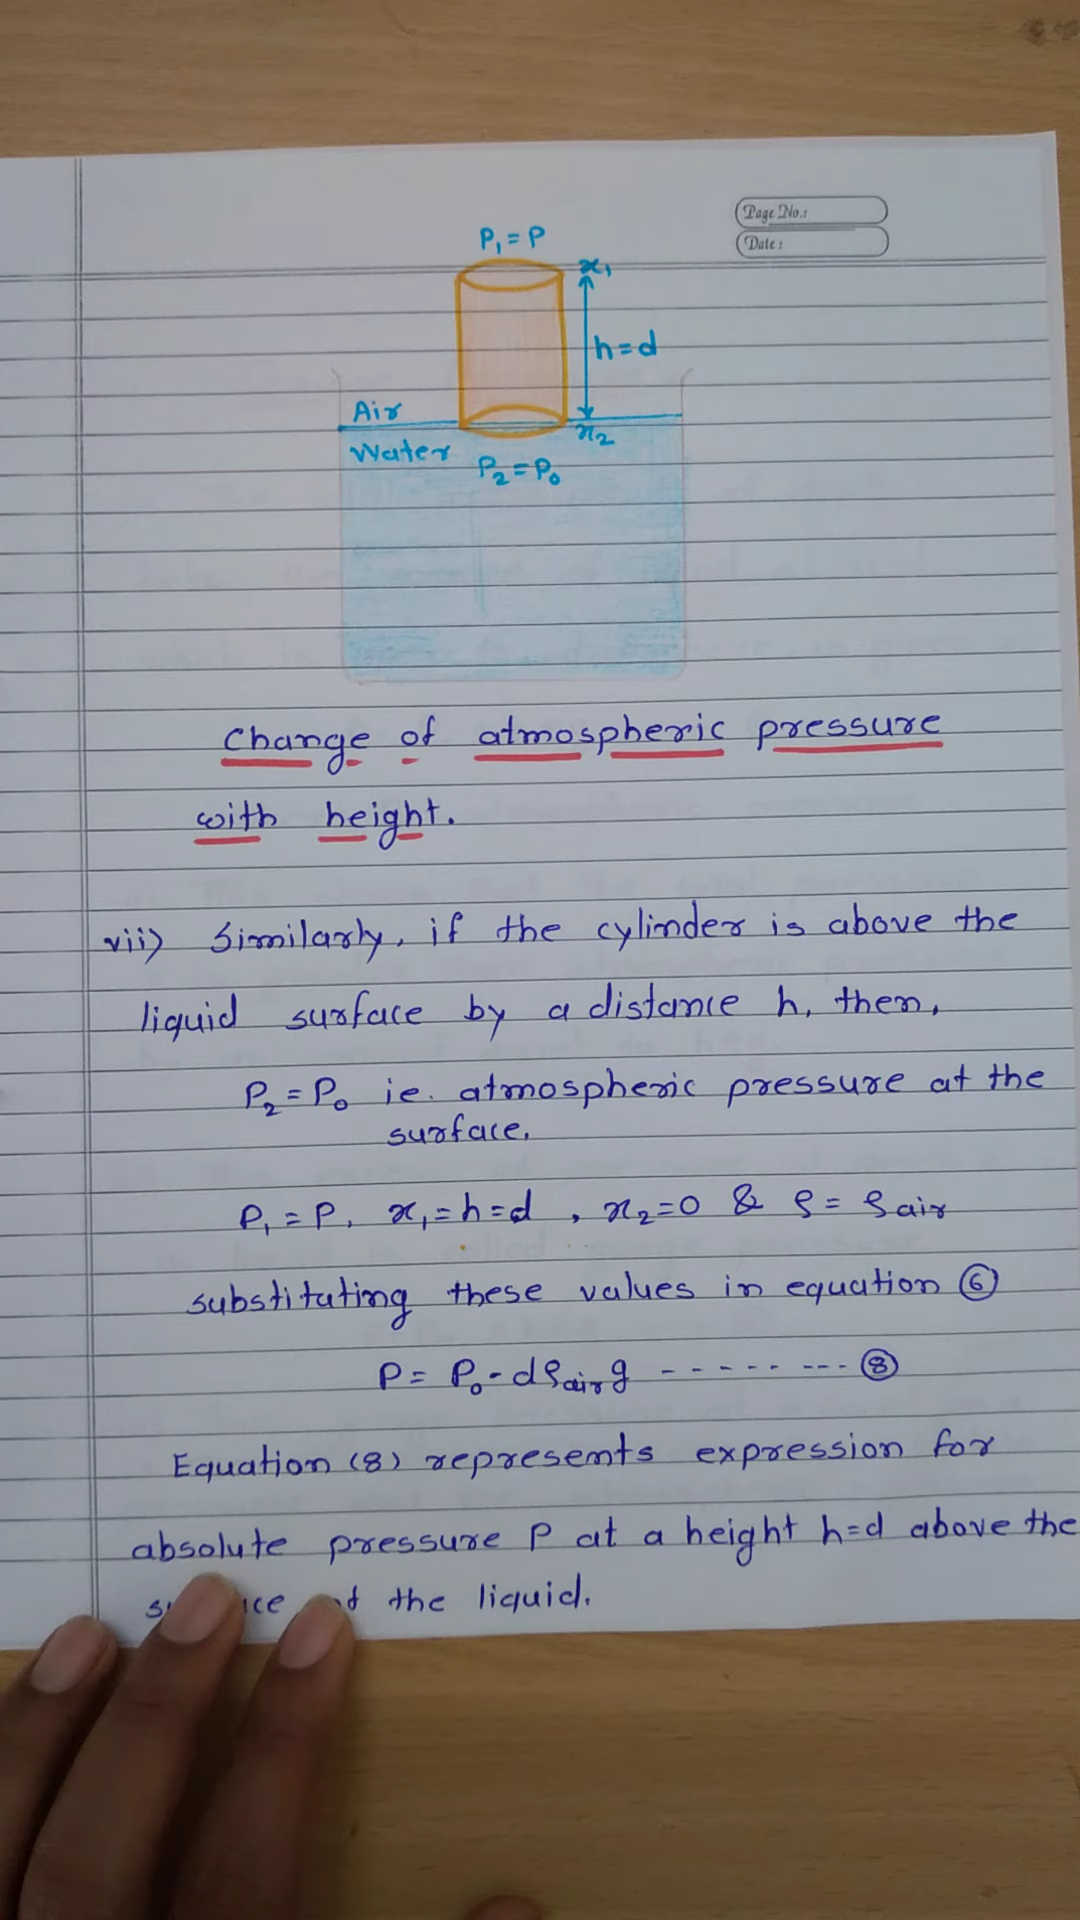 Page No.:
Date :
P₁ = P
x₁
h=d
Air
x₂
Water
P₂ = P₀
Change of atmospheric pressure
with height.
vii) Similarly, if the cylinder is above the
liquid surface by a distance h, then,
P₂ = P₀ ie. atmospheric pressure at the
surface,
P₁ = P, x₁ = h = d , x₂ = 0 & ρ = ρair
substitating these values in equation ⑥
P = P₀ - dρair g - - - - - - - --- ⑧
Equation (8) represents expression for
absolute pressure P at a height h=d above the
the liquid.